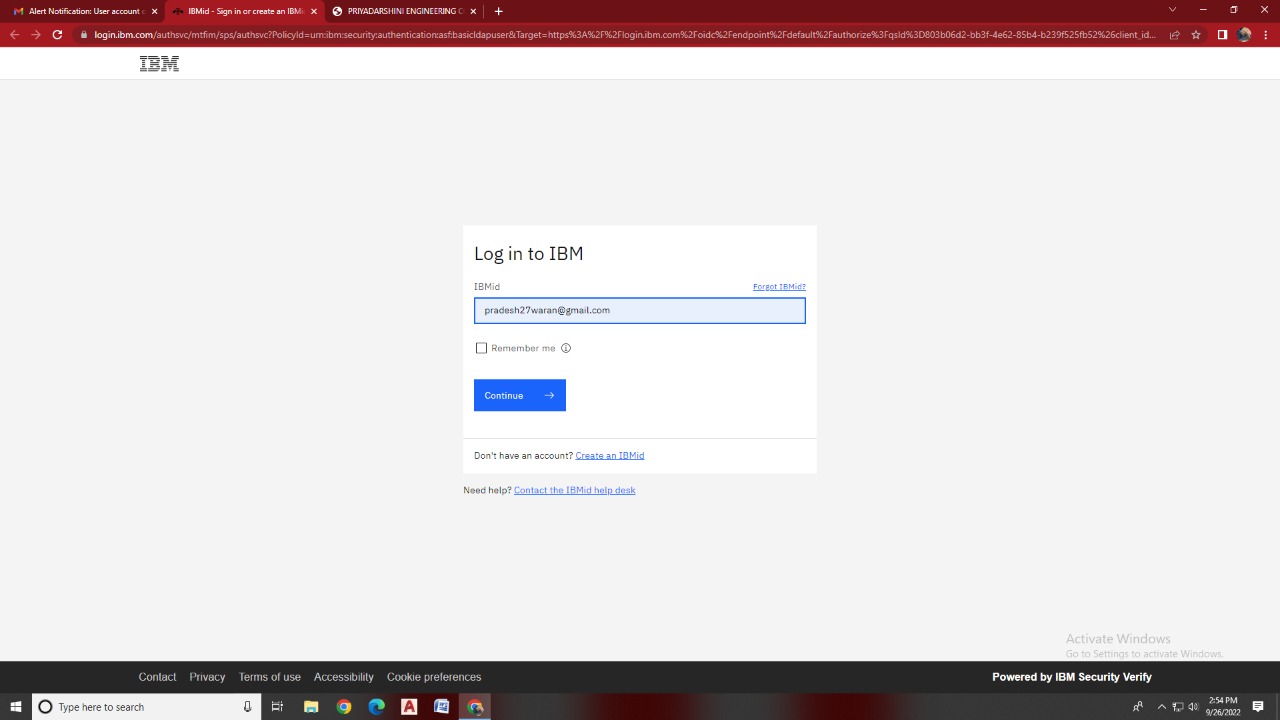 Alert Notification: User account c
IBMid - Sign in or create an IBMi
PRIYADARSHINI ENGINEERING C
login.ibm.com/authsvc/mtfim/sps/authsvc?PolicyId=urn:ibm:security:authentication:asf:basicldapuser&Target=https%3A%2F%2Flogin.ibm.com%2Foidc%2Fendpoint%2Fdefault%2Fauthorize%3FqsId%3D803b06d2-bb3f-4e62-85b4-b239f525fb52%26client_id...
IBM
Log in to IBM
IBMid
Forgot IBMid?
pradesh27waran@gmail.com
Remember me
Continue
Don't have an account? Create an IBMid
Need help? Contact the IBMid help desk
Activate Windows
Go to Settings to activate Windows.
Contact Privacy Terms of use Accessibility Cookie preferences
Powered by IBM Security Verify
Type here to search
2:54 PM
9/26/2022